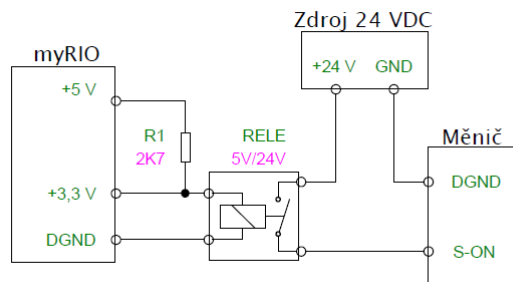 Zdroj 24 VDC
myRIO
+24 V GND
+5 V
R1
2K7
RELE
5V/24V
Měnič
DGND
+3,3 V
DGND
S-ON